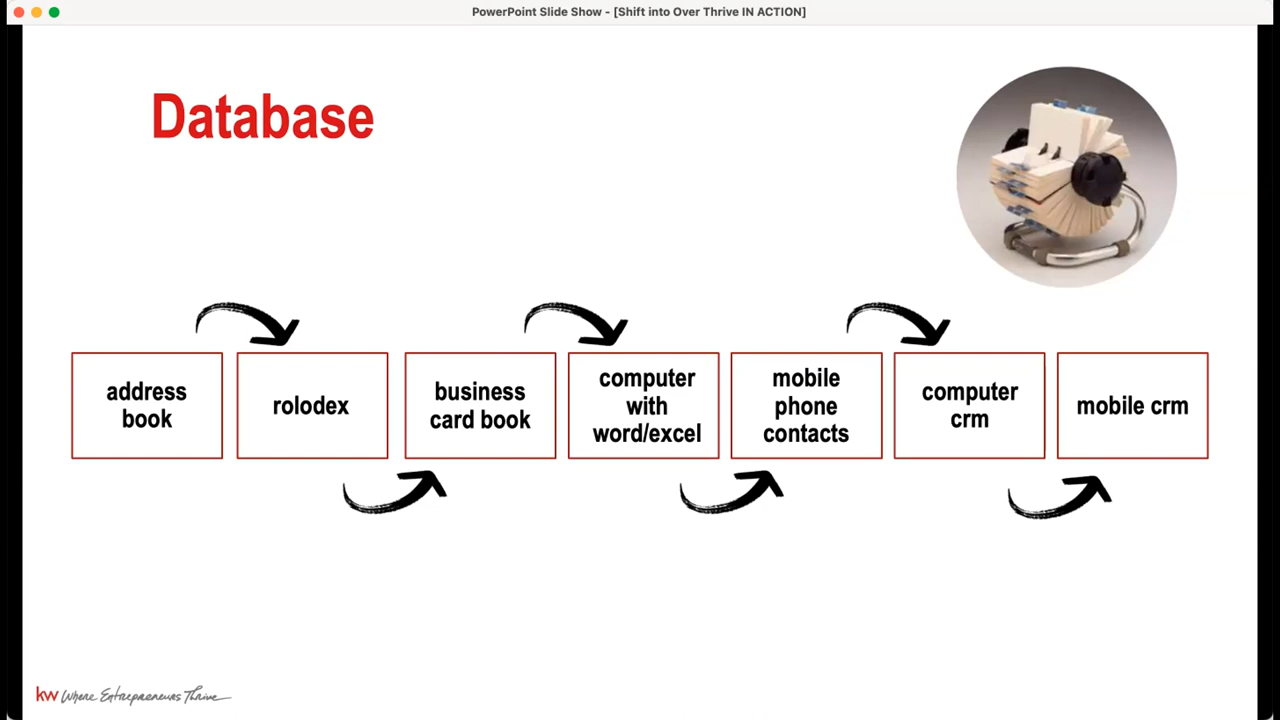 PowerPoint Slide Show - [Shift into Over Thrive IN ACTION]
Database
address
book
rolodex
business
card book
computer
with
word/excel
mobile
phone
contacts
computer
crm
mobile crm
kw Where Entrepreneurs Thrive